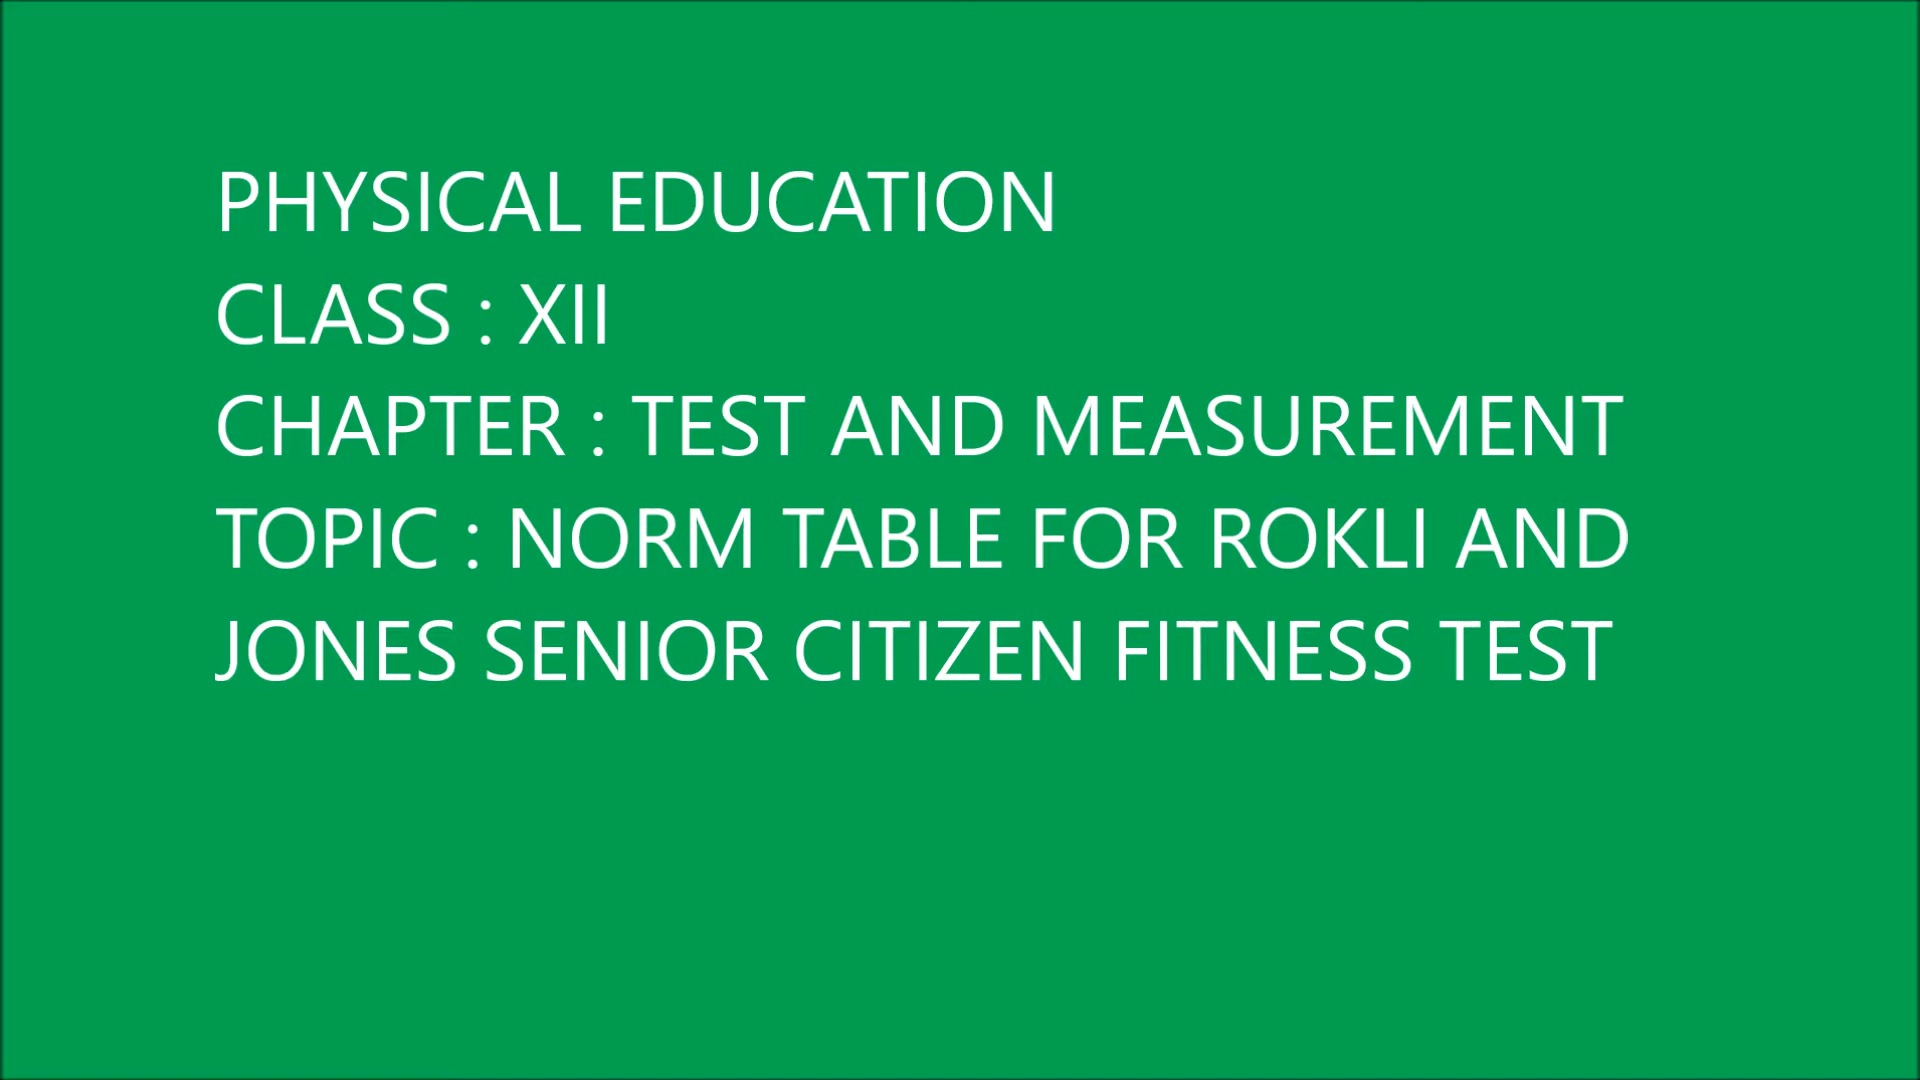 PHYSICAL EDUCATION
CLASS : XII
CHAPTER : TEST AND MEASUREMENT
TOPIC : NORM TABLE FOR ROKLI AND
JONES SENIOR CITIZEN FITNESS TEST